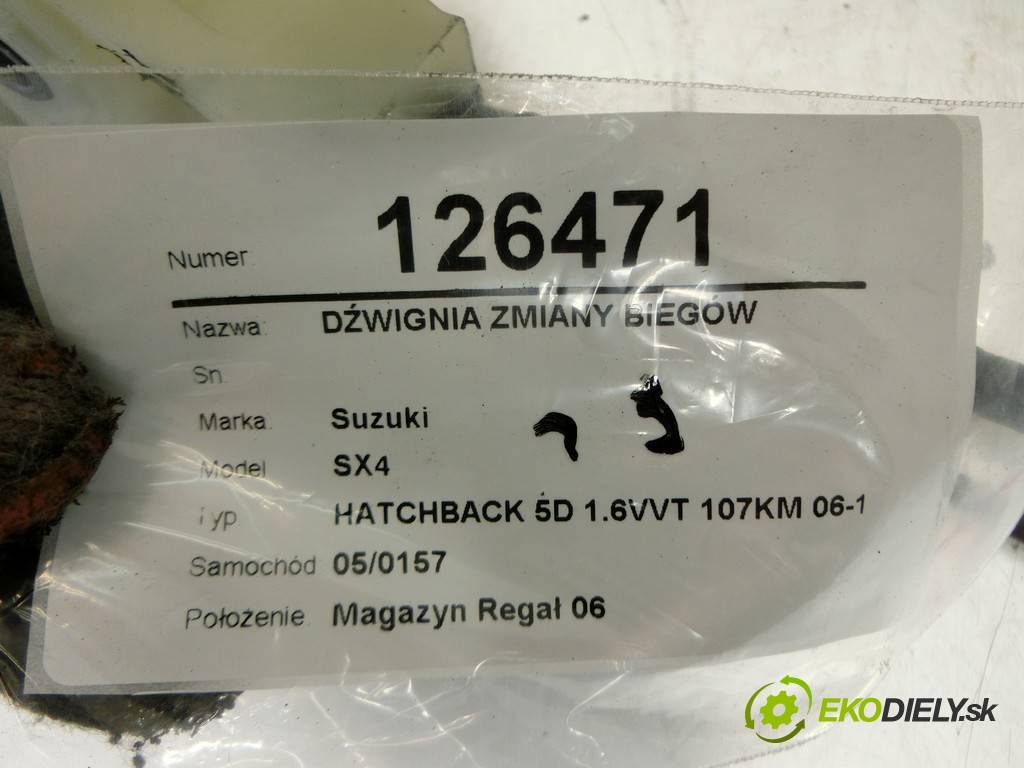 Numer 126471
Nazwa: DŹWIGNIA ZMIANY BIEGÓW
Sn.
Marka. Suzuki
Model SX4
Typ HATCHBACK 5D 1.6VVT 107KM 06-1
Samochód 05/0157
Położenie. Magazyn Regał 06
EKODIELY.sk